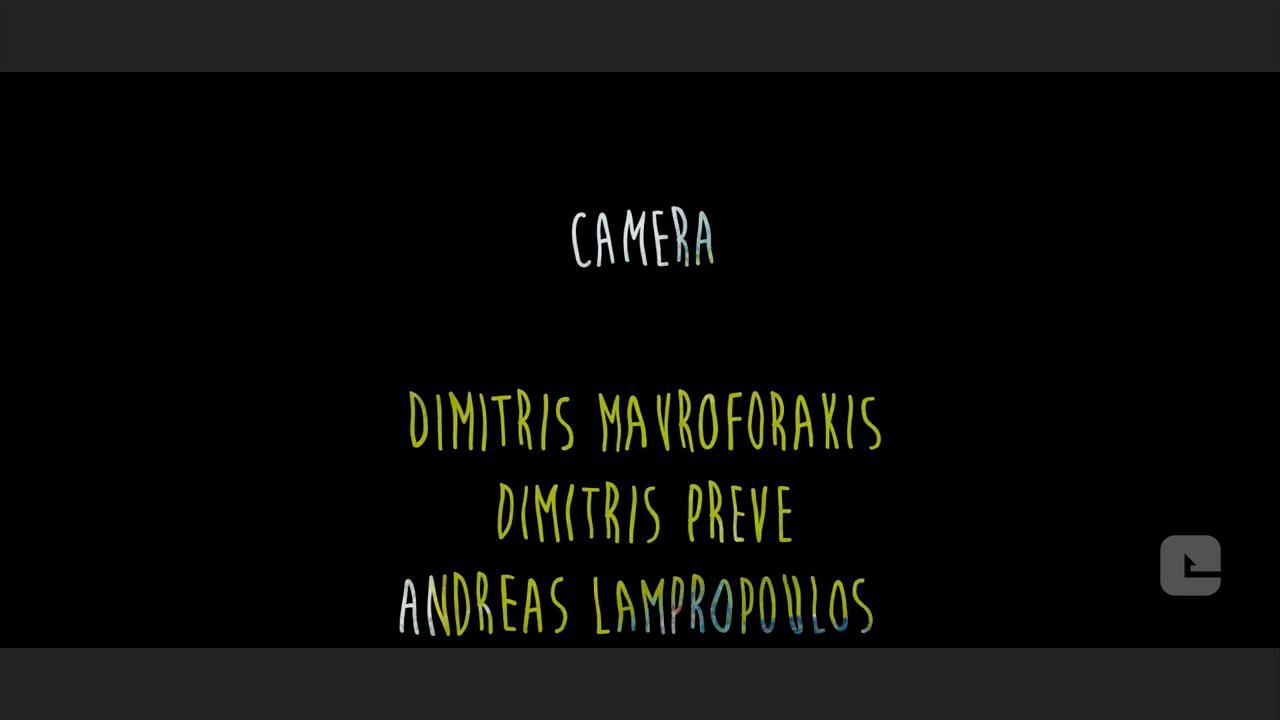 CAMERA
DIMITRIS MAVROFORAKIS
DIMITRIS PREVE
ANDREAS LAMPROPOULOS